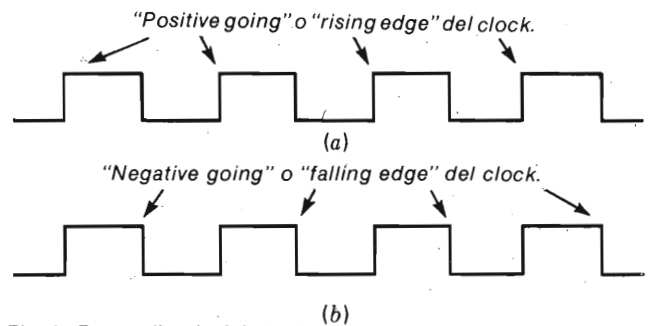 “Positive going” o “rising edge” del clock.
(a)
“Negative going” o “falling edge” del clock.
(b)